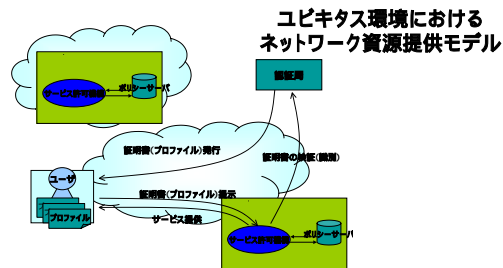 ユビキタス環境における
ネットワーク資源提供モデル
認証局
サービス許可機構
ポリシーサーバ
証明書(プロファイル)発行
証明書の検証(識別)
ユーザ
証明書(プロファイル)提示
プロファイル
サービス提供
サービス許可機構
ポリシーサーバ